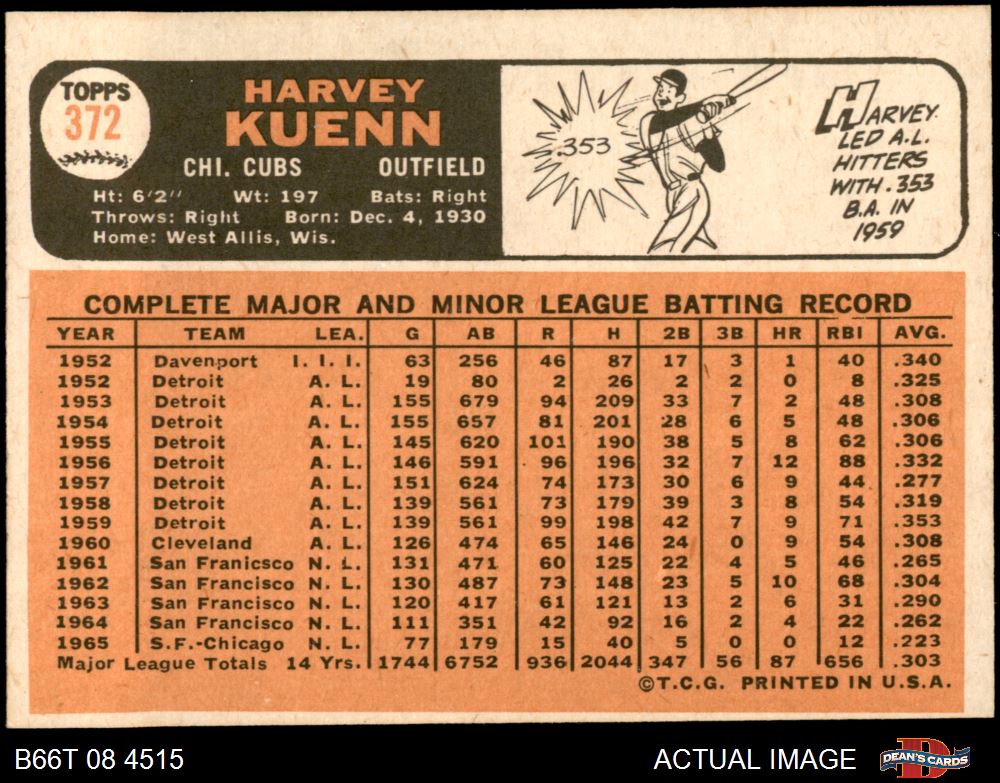 TOPPS
372
HARVEY
KUENN
CHI. CUBS OUTFIELD
Ht: 6'2" Wt: 197 Bats: Right
Throws: Right Born: Dec. 4, 1930
Home: West Allis, Wis.
.353
HARVEY
LED A.L.
HITTERS
WITH .353
B.A. IN
1959
COMPLETE MAJOR AND MINOR LEAGUE BATTING RECORD
YEAR TEAM LEA. G AB R H 2B 3B HR RBI AVG.
1952 Davenport I. I. I. 63 256 46 87 17 3 1 40 .340
1952 Detroit A. L. 19 80 2 26 2 2 0 8 .325
1953 Detroit A. L. 155 679 94 209 33 7 2 48 .308
1954 Detroit A. L. 155 657 81 201 28 6 5 48 .306
1955 Detroit A. L. 145 620 101 190 38 5 8 62 .306
1956 Detroit A. L. 146 591 96 196 32 7 12 88 .332
1957 Detroit A. L. 151 624 74 173 30 6 9 44 .277
1958 Detroit A. L. 139 561 73 179 39 3 8 54 .319
1959 Detroit A. L. 139 561 99 198 42 7 9 71 .353
1960 Cleveland A. L. 126 474 65 146 24 0 9 54 .308
1961 San Franicsco N. L. 131 471 60 125 22 4 5 46 .265
1962 San Francisco N. L. 130 487 73 148 23 5 10 68 .304
1963 San Francisco N. L. 120 417 61 121 13 2 6 31 .290
1964 San Francisco N. L. 111 351 42 92 16 2 4 22 .262
1965 S.F.-Chicago N. L. 77 179 15 40 5 0 0 12 .223
Major League Totals 14 Yrs. 1744 6752 936 2044 347 56 87 656 .303
©T.C.G. PRINTED IN U.S.A.
B66T 08 4515 ACTUAL IMAGE DEAN'S CARDS